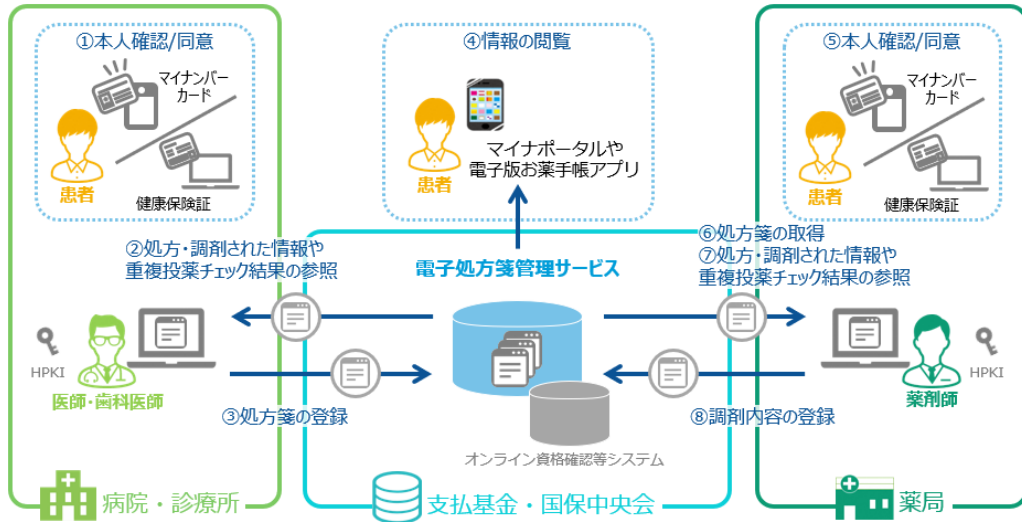 ①本人確認/同意
マイナンバー
カード
患者
健康保険証
②処方・調剤された情報や
重複投薬チェック結果の参照
HPKI
医師・歯科医師
③処方箋の登録
病院・診療所
④情報の閲覧
患者
マイナポータルや
電子版お薬手帳アプリ
電子処方箋管理サービス
オンライン資格確認等システム
支払基金・国保中央会
⑤本人確認/同意
マイナンバー
カード
患者
健康保険証
⑥処方箋の取得
⑦処方・調剤された情報や
重複投薬チェック結果の参照
HPKI
薬剤師
⑧調剤内容の登録
薬局